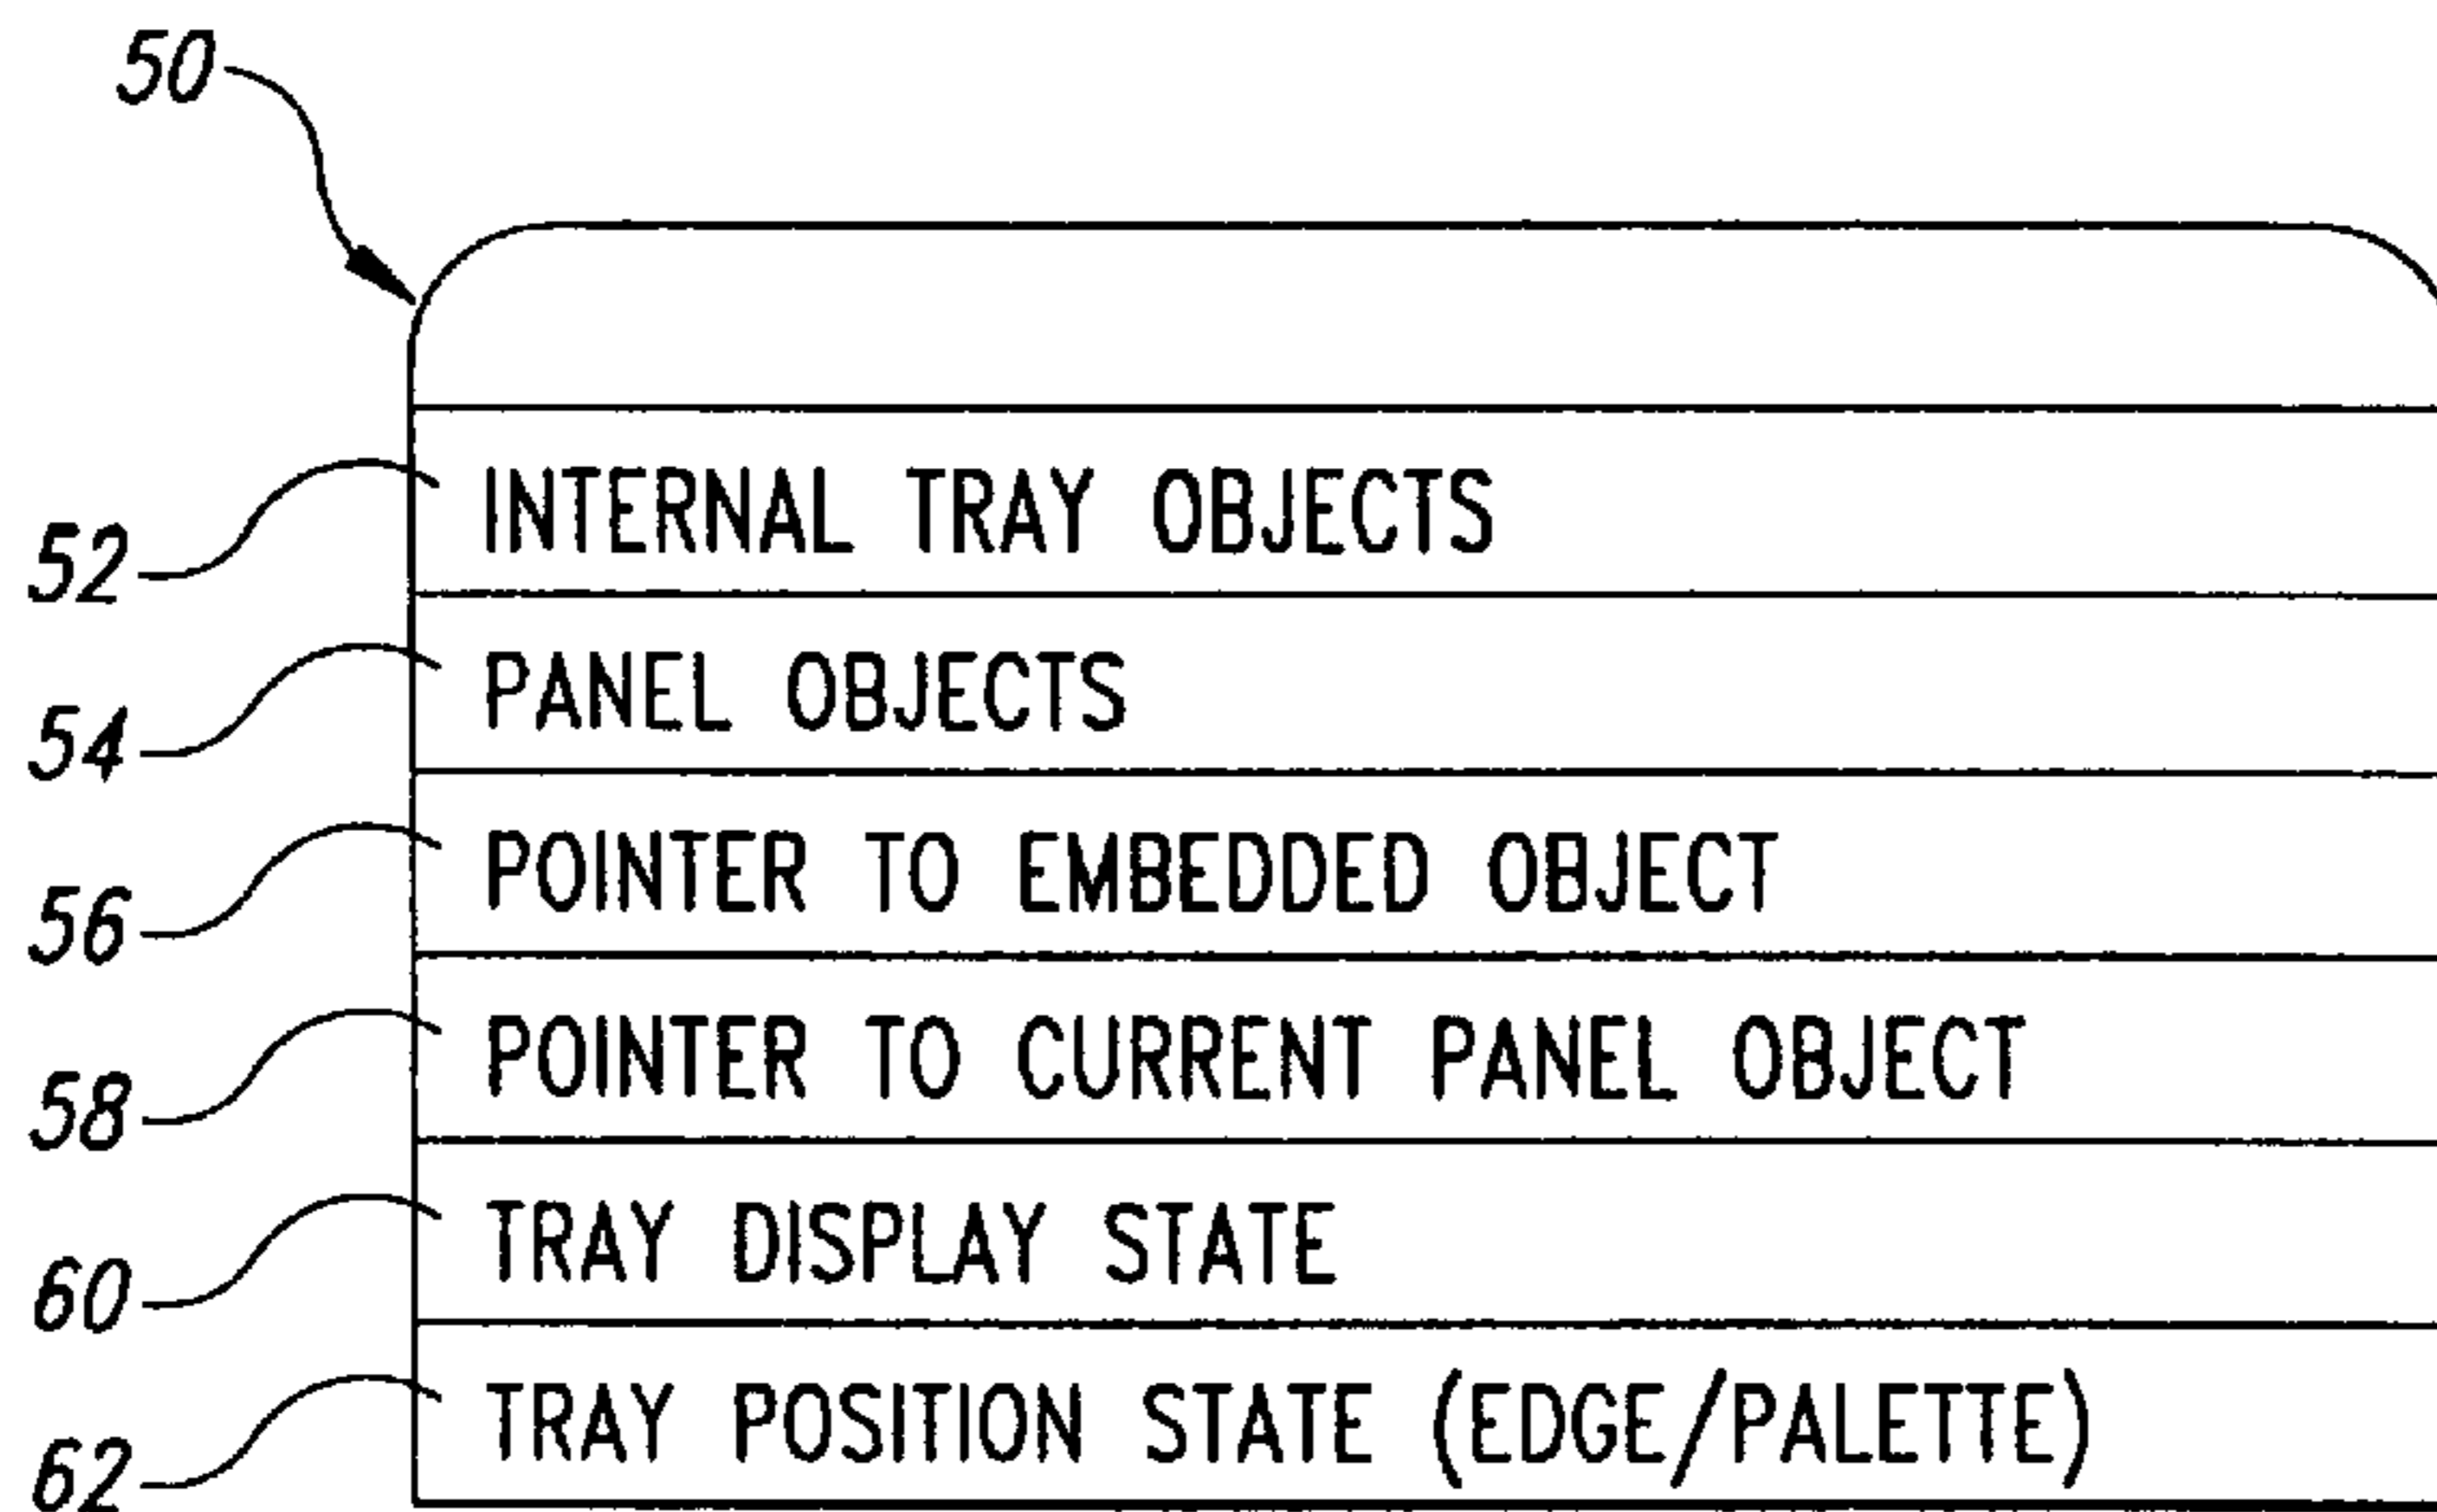 50
52 INTERNAL TRAY OBJECTS
54 PANEL OBJECTS
56 POINTER TO EMBEDDED OBJECT
58 POINTER TO CURRENT PANEL OBJECT
60 TRAY DISPLAY STATE
62 TRAY POSITION STATE (EDGE/PALETTE)